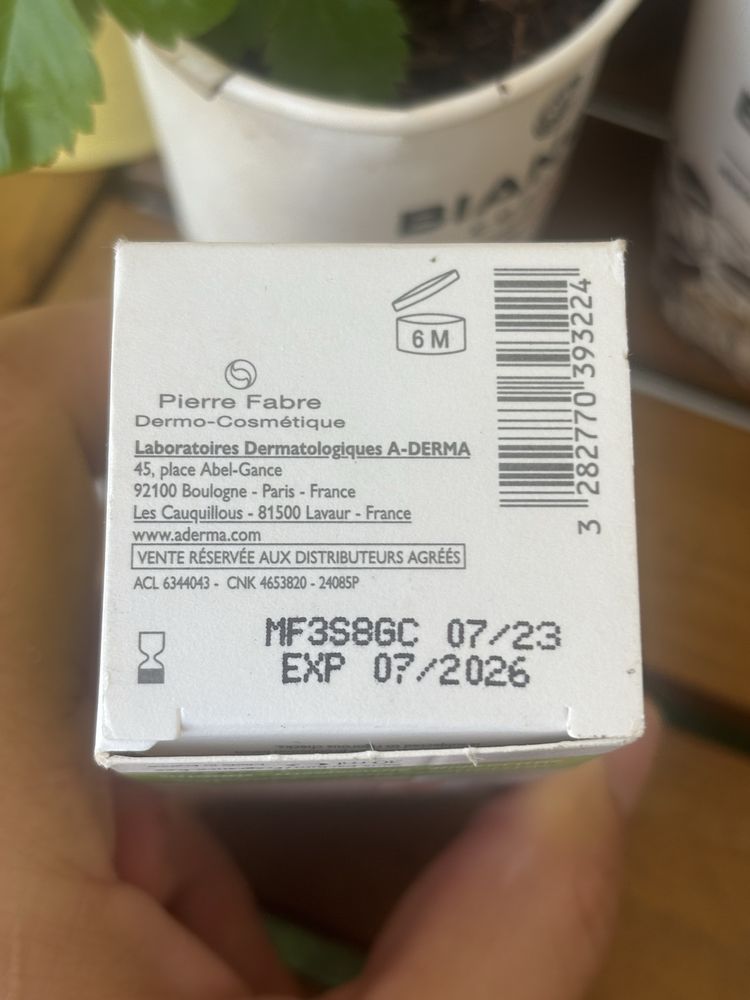 BIAN
6 M
3 282770 393224
Pierre Fabre
Dermo-Cosmétique
Laboratoires Dermatologiques A-DERMA
45, place Abel-Gance
92100 Boulogne - Paris - France
Les Cauquillous - 81500 Lavaur - France
www.aderma.com
VENTE RÉSERVÉE AUX DISTRIBUTEURS AGRÉÉS
ACL 6344043 - CNK 4653820 - 24085P
MF3S8GC 07/23
EXP 07/2026